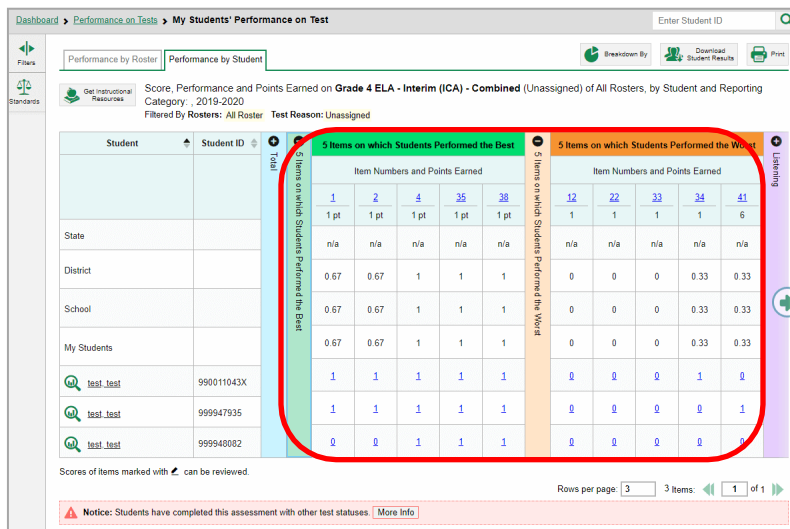 Dashboard > Performance on Tests > My Students' Performance on Test
Enter Student ID
Filters
Standards
Performance by Roster
Performance by Student
Breakdown By
Download Student Results
Print
Get Instructional Resources
Score, Performance and Points Earned on Grade 4 ELA - Interim (ICA) - Combined (Unassigned) of All Rosters, by Student and Reporting
Category: , 2019-2020
Filtered By Rosters: All Roster Test Reason: Unassigned
Student Student ID Total 5 Items on which Students Performed the Best 5 Items on which Students Performed the Best 5 Items on which Students Performed the Worst 5 Items on which Students Performed the Worst Listening
Item Numbers and Points Earned Item Numbers and Points Earned
1 2 4 35 38 12 22 33 34 41
1 pt 1 pt 1 pt 1 pt 1 pt 1 1 1 1 6
State n/a n/a n/a n/a n/a n/a n/a n/a n/a n/a
District 0.67 0.67 1 1 1 0 0 0 0.33 0.33
School 0.67 0.67 1 1 1 0 0 0 0.33 0.33
My Students 0.67 0.67 1 1 1 0 0 0 0.33 0.33
test, test 990011043X 1 1 1 1 1 0 0 0 1 0
test, test 999947935 1 1 1 1 1 0 0 0 0 1
test, test 999948082 0 0 1 1 1 0 0 0 0 0
Scores of items marked with can be reviewed.
Rows per page: 3 3 Items: 1 of 1
Notice: Students have completed this assessment with other test statuses. More Info